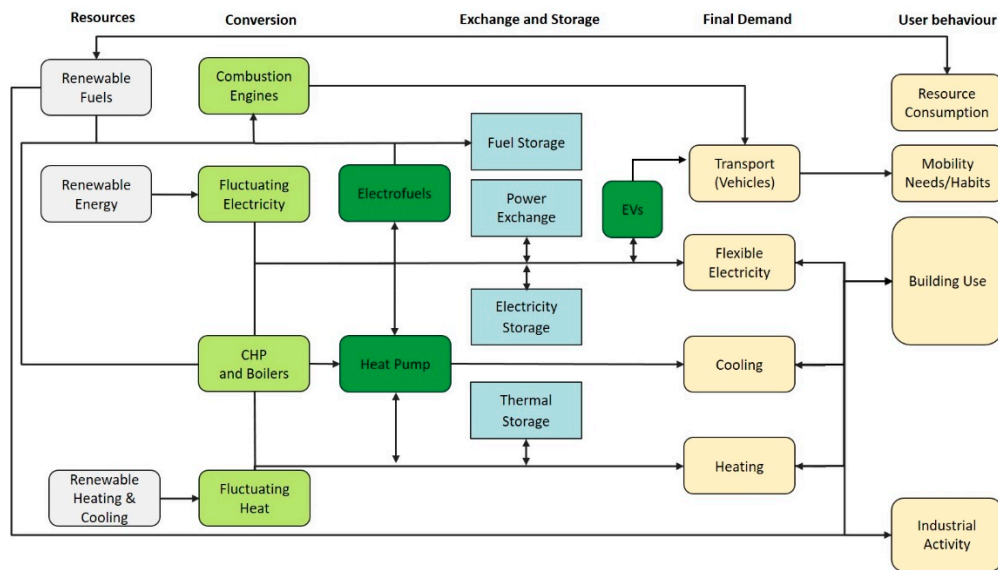 Resources
Conversion
Exchange and Storage
Final Demand
User behaviour
Renewable
Fuels
Combustion
Engines
Resource
Consumption
Fuel Storage
Renewable
Energy
Fluctuating
Electricity
Electrofuels
Power
Exchange
EVs
Transport
(Vehicles)
Mobility
Needs/Habits
Flexible
Electricity
Building Use
Electricity
Storage
CHP
and Boilers
Heat Pump
Cooling
Thermal
Storage
Renewable
Heating &
Cooling
Fluctuating
Heat
Heating
Industrial
Activity